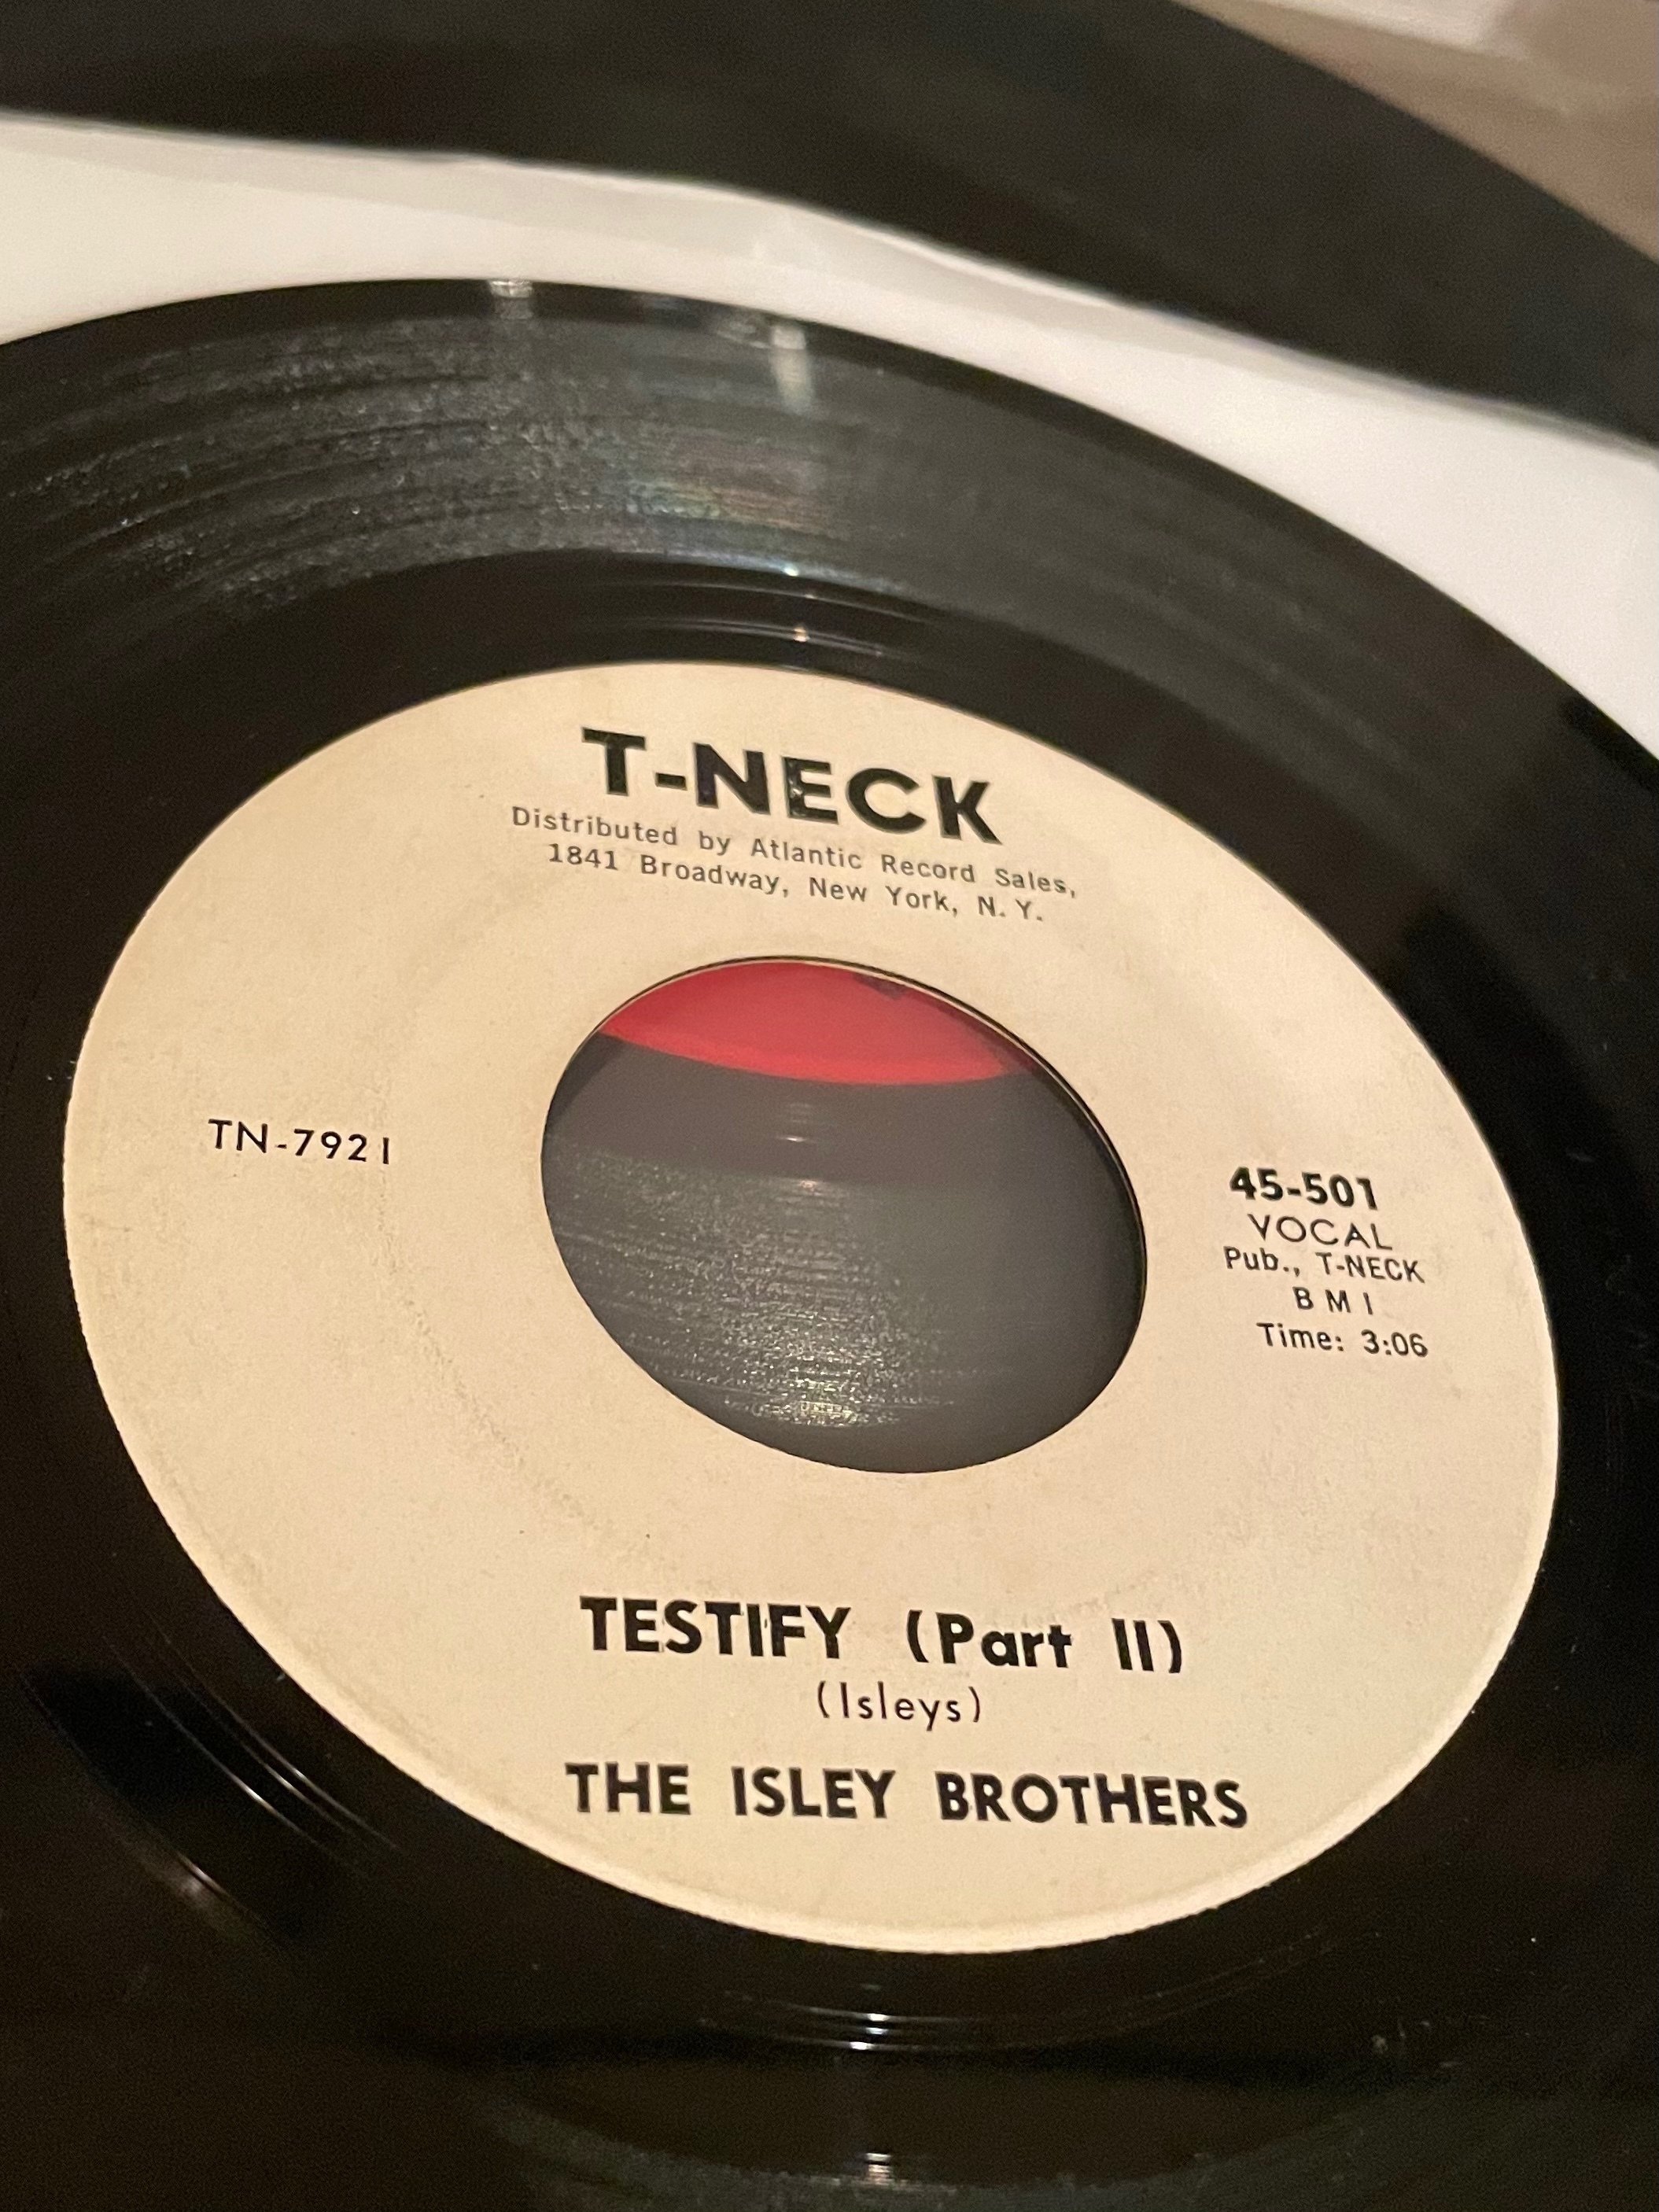 T-NECK
Distributed by Atlantic Record Sales,
1841 Broadway, New York, N. Y.
TN-7921
45-501
VOCAL
Pub., T-NECK
B M I
Time: 3:06
TESTIFY (Part II)
(Isleys)
THE ISLEY BROTHERS